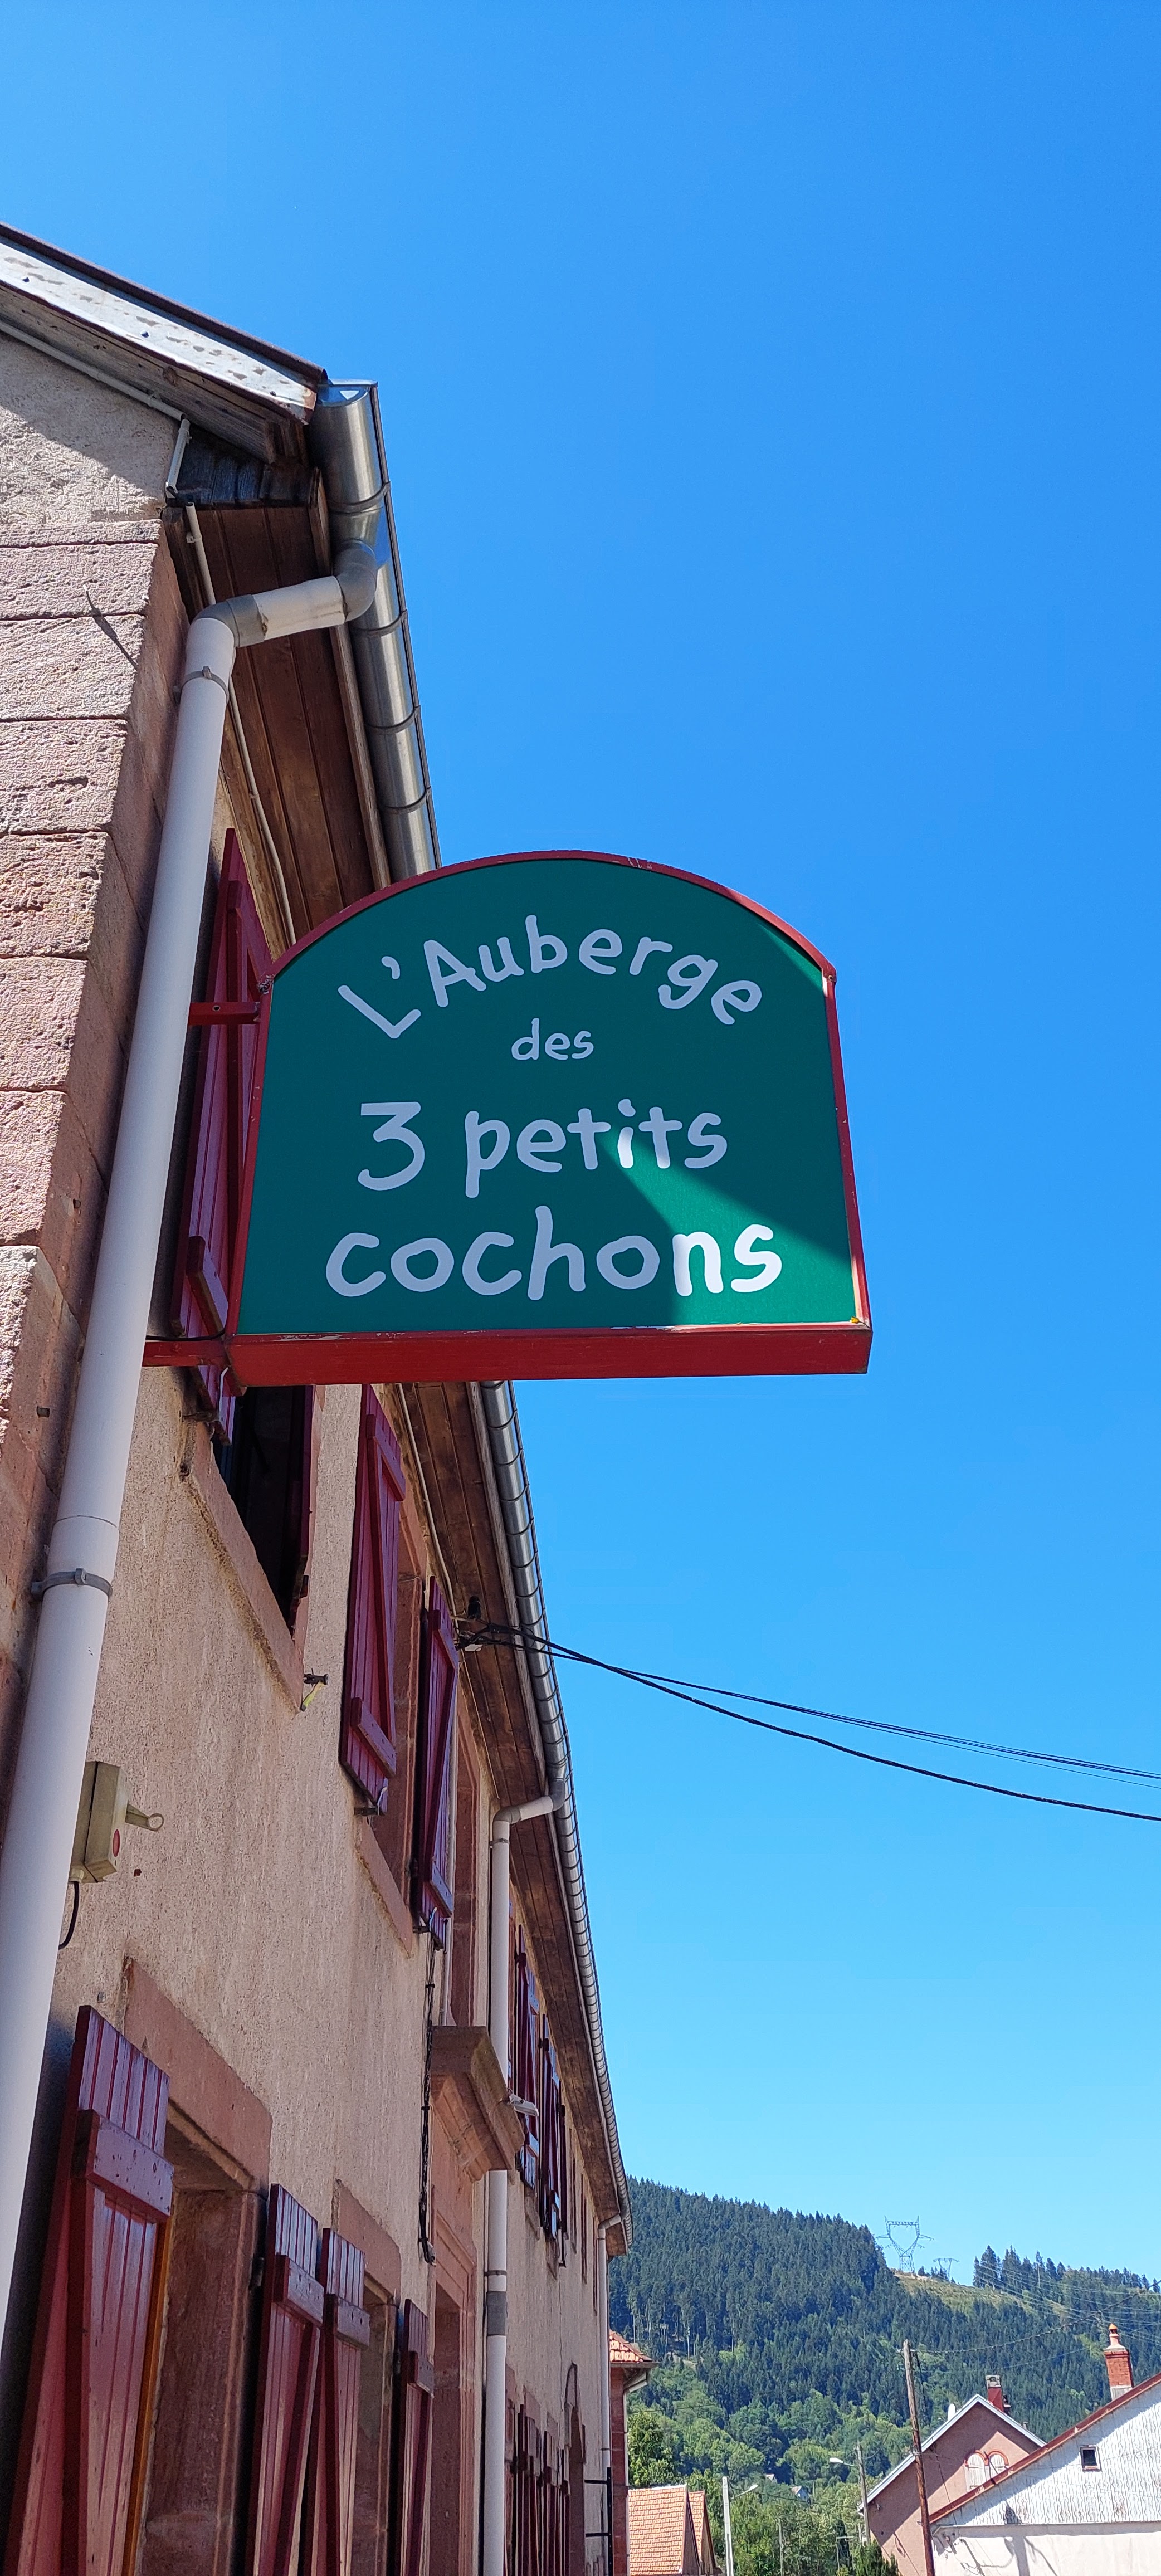 L'Auberge
des
3 petits
cochons